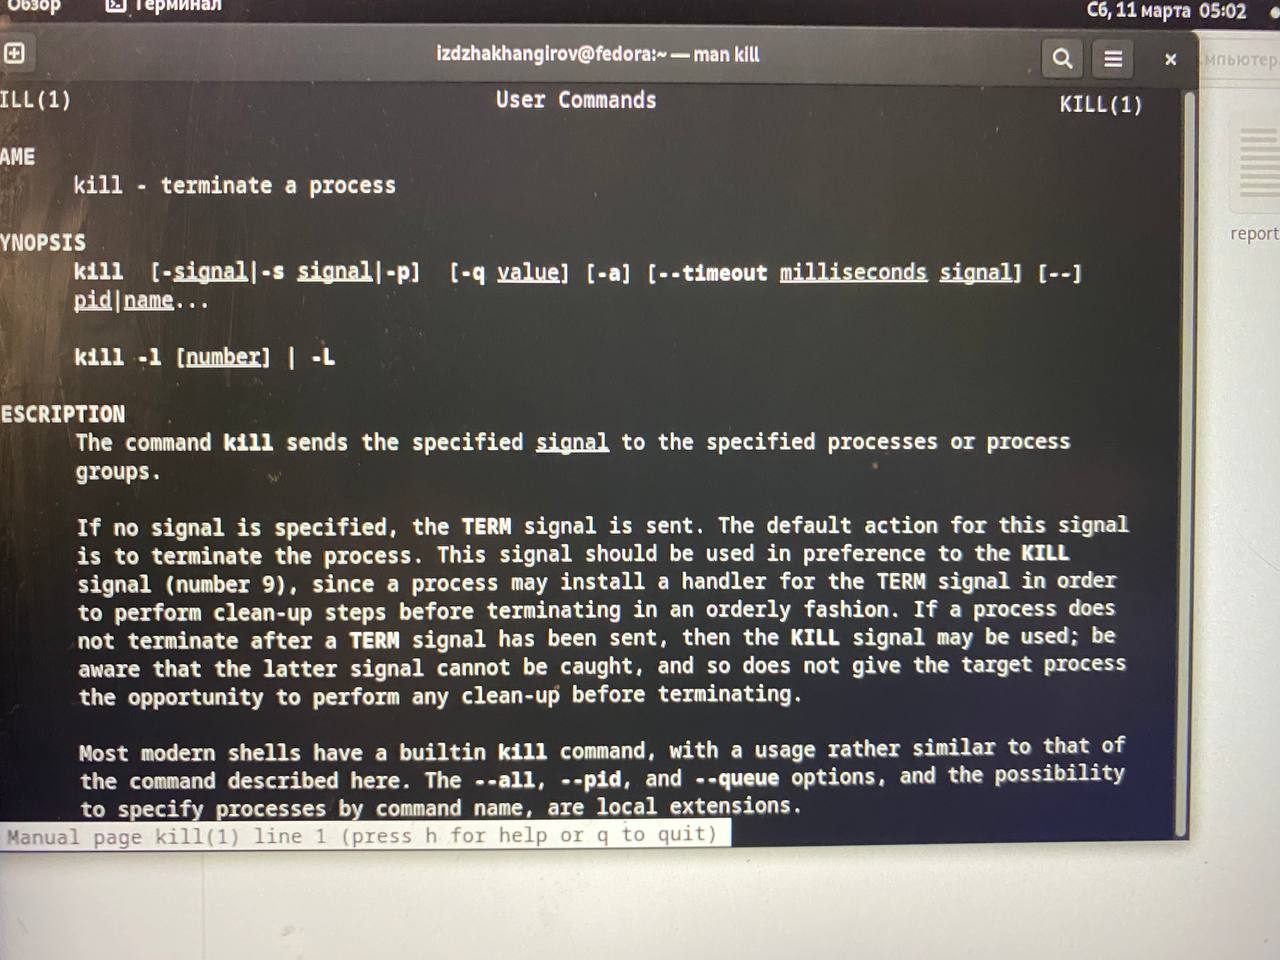 Обзор Терминал Сб, 11 марта 05:02
izdzhakhangirov@fedora:~ — man kill
мпьютер
ILL(1) User Commands KILL(1)
AME
kill - terminate a process
report
YNOPSIS
kill [-signal|-s signal|-p] [-q value] [-a] [--timeout milliseconds signal] [--]
pid|name...
kill -l [number] | -L
ESCRIPTION
The command kill sends the specified signal to the specified processes or process
groups.
If no signal is specified, the TERM signal is sent. The default action for this signal
is to terminate the process. This signal should be used in preference to the KILL
signal (number 9), since a process may install a handler for the TERM signal in order
to perform clean-up steps before terminating in an orderly fashion. If a process does
not terminate after a TERM signal has been sent, then the KILL signal may be used; be
aware that the latter signal cannot be caught, and so does not give the target process
the opportunity to perform any clean-up before terminating.
Most modern shells have a builtin kill command, with a usage rather similar to that of
the command described here. The --all, --pid, and --queue options, and the possibility
to specify processes by command name, are local extensions.
Manual page kill(1) line 1 (press h for help or q to quit)